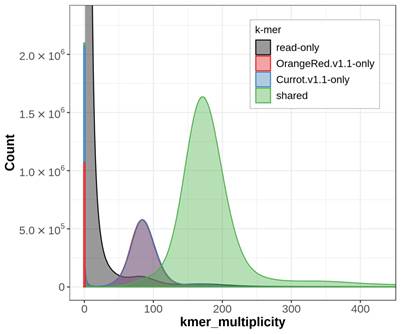 k-mer
read-only
OrangeRed.v1.1-only
Currot.v1.1-only
shared
Count
2.0 × 10⁶
1.5 × 10⁶
1.0 × 10⁶
5.0 × 10⁵
0
0 100 200 300 400
kmer_multiplicity